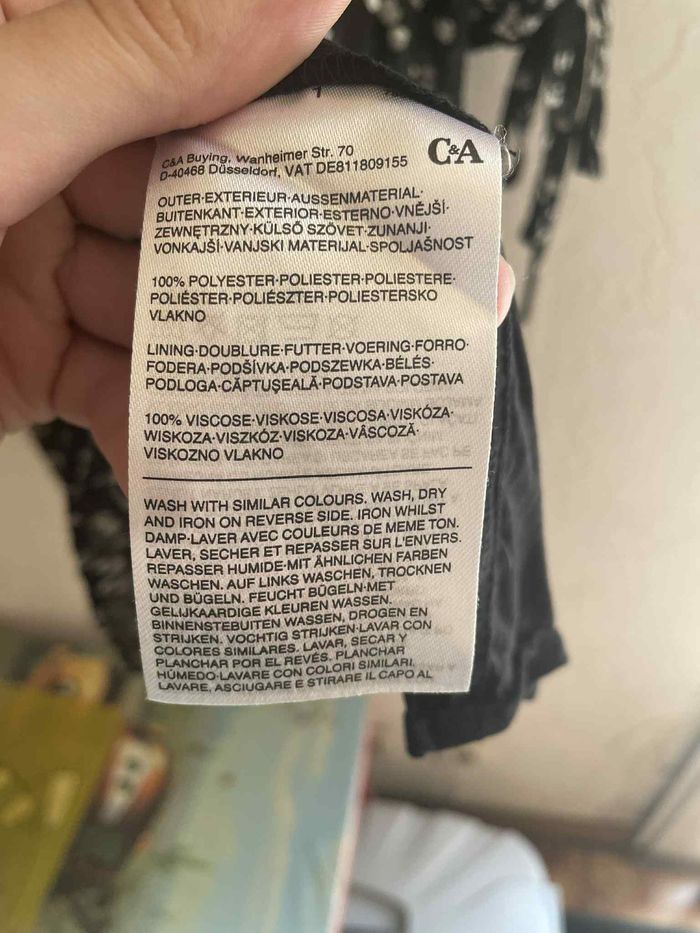 1
C&A
C&A Buying, Wanheimer Str. 70
D-40468 Düsseldorf, VAT DE811809155
OUTER·EXTERIEUR·AUSSENMATERIAL·
BUITENKANT·EXTERIOR·ESTERNO·VNĚJŠÍ·
ZEWNĘTRZNY·KÜLSŐ SZÖVET·ZUNANJI·
VONKAJŠÍ·VANJSKI MATERIJAL·SPOLJAŠNOST
100% POLYESTER·POLIESTER·POLIESTERE·
POLIÉSTER·POLIÉSZTER·POLIESTERSKO
VLAKNO
LINING·DOUBLURE·FUTTER·VOERING·FORRO·
FODERA·PODŠÍVKA·PODSZEWKA·BÉLÉS·
PODLOGA·CĂPTUŞEALĂ·PODSTAVA·POSTAVA
100% VISCOSE·VISKOSE·VISCOSA·VISKÓZA·
WISKOZA·VISZKÓZ·VISKOZA·VÂSCOZĂ·
VISKOZNO VLAKNO
WASH WITH SIMILAR COLOURS. WASH, DRY
AND IRON ON REVERSE SIDE. IRON WHILST
DAMP·LAVER AVEC COULEURS DE MEME TON.
LAVER, SECHER ET REPASSER SUR L'ENVERS.
REPASSER HUMIDE·MIT ÄHNLICHEN FARBEN
WASCHEN. AUF LINKS WASCHEN, TROCKNEN
UND BÜGELN. FEUCHT BÜGELN·MET
GELIJKAARDIGE KLEUREN WASSEN.
BINNENSTEBUITEN WASSEN, DROGEN EN
STRIJKEN. VOCHTIG STRIJKEN·LAVAR CON
COLORES SIMILARES. LAVAR, SECAR Y
PLANCHAR POR EL REVÉS. PLANCHAR
HÚMEDO·LAVARE CON COLORI SIMILARI.
LAVARE, ASCIUGARE E STIRARE IL CAPO AL